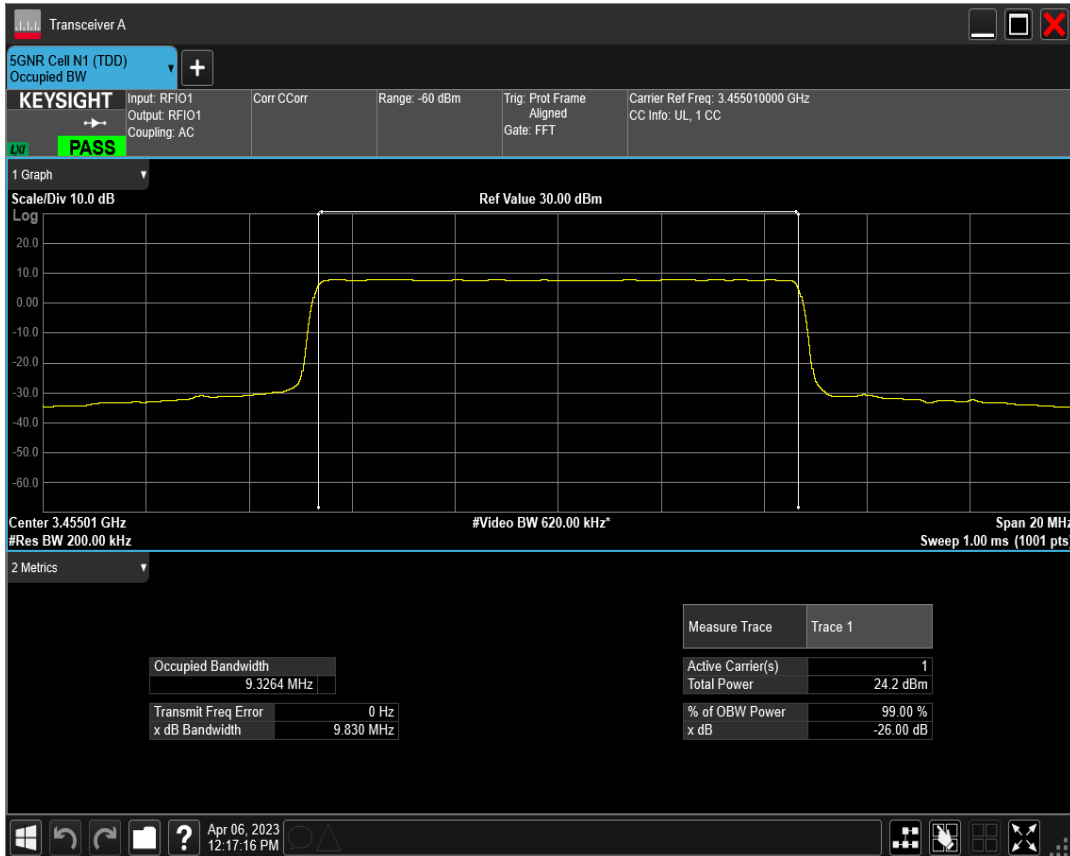 Transceiver A
5GNR Cell N1 (TDD)
Occupied BW
+
KEYSIGHT
LXI
PASS
Input: RFIO1
Output: RFIO1
Coupling: AC
Corr CCorr
Range: -60 dBm
Trig: Prot Frame
Aligned
Gate: FFT
Carrier Ref Freq: 3.455010000 GHz
CC Info: UL, 1 CC
1 Graph
Scale/Div 10.0 dB
Ref Value 30.00 dBm
Log
20.0
10.0
0.00
-10.0
-20.0
-30.0
-40.0
-50.0
-60.0
Center 3.45501 GHz
#Video BW 620.00 kHz*
Span 20 MHz
#Res BW 200.00 kHz
Sweep 1.00 ms (1001 pts)
2 Metrics
Measure Trace Trace 1
Occupied Bandwidth
9.3264 MHz
Active Carrier(s) 1
Total Power 24.2 dBm
Transmit Freq Error 0 Hz
x dB Bandwidth 9.830 MHz
% of OBW Power 99.00 %
x dB -26.00 dB
?
Apr 06, 2023
12:17:16 PM